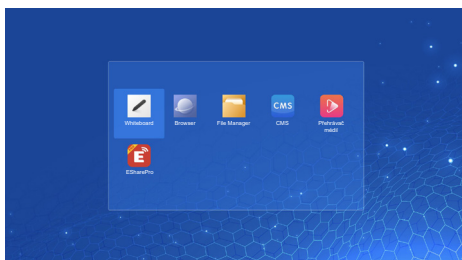 Whiteboard
Browser
File Manager
CMS
CMS
Přehrávač
médií
E
ESharePro